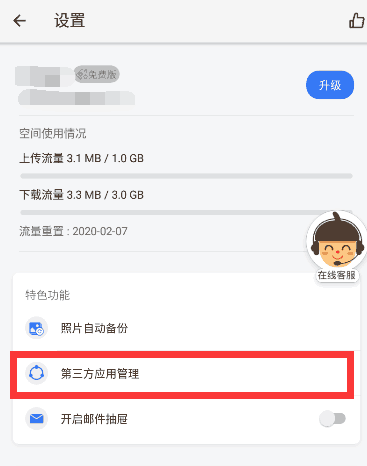 设置
免费版
升级
空间使用情况
上传流量 3.1 MB / 1.0 GB
下载流量 3.3 MB / 3.0 GB
流量重置 : 2020-02-07
在线客服
特色功能
照片自动备份
第三方应用管理
开启邮件抽屉